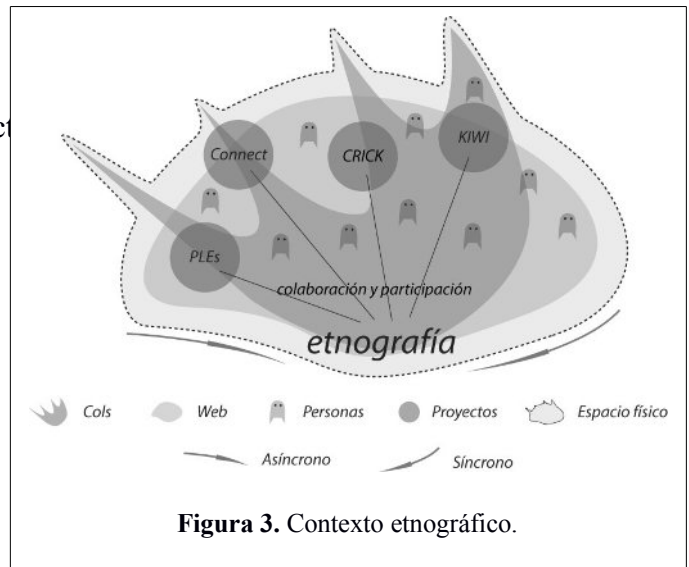 ct
Connect
CRICK
KIWI
PLEs
colaboración y participación
etnografía
Cols Web Personas Proyectos Espacio físico
Asíncrono Síncrono
Figura 3. Contexto etnográfico.